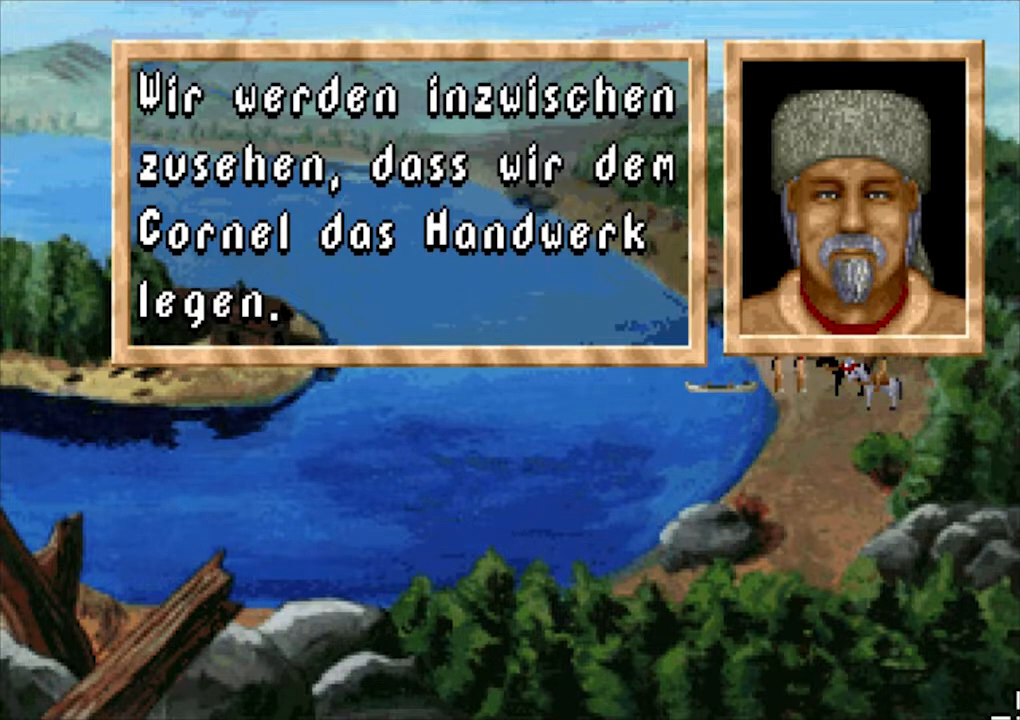 Wir werden inzwischen
zusehen, dass wir dem
Cornel das Handwerk
legen.